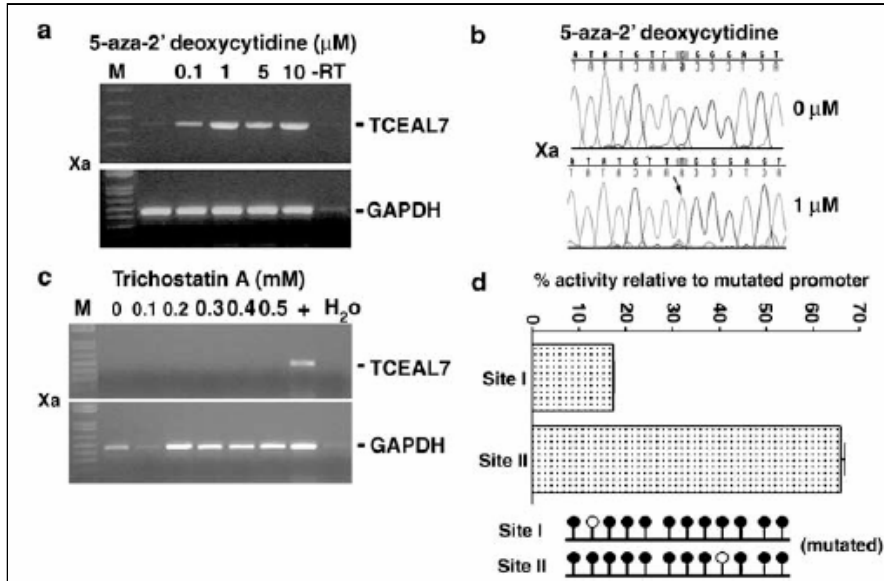 a
5-aza-2' deoxycytidine (μM)
M 0.1 1 5 10 -RT
- TCEAL7
Xa
- GAPDH
b
5-aza-2' deoxycytidine
0 μM
Xa
1 μM
c
Trichostatin A (mM)
M 0 0.1 0.2 0.3 0.4 0.5 + H2o
- TCEAL7
Xa
- GAPDH
d
% activity relative to mutated promoter
0 10 20 30 40 50 60 70
Site I
Site II
Site I
(mutated)
Site II